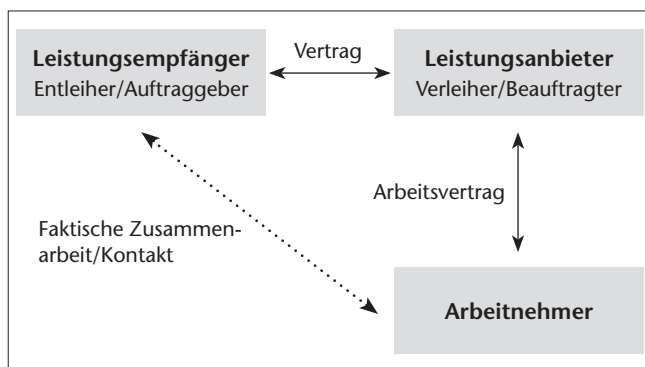 Leistungsempfänger
Entleiher/Auftraggeber
Vertrag
Leistungsanbieter
Verleiher/Beauftragter
Arbeitsvertrag
Faktische Zusammen-
arbeit/Kontakt
Arbeitnehmer